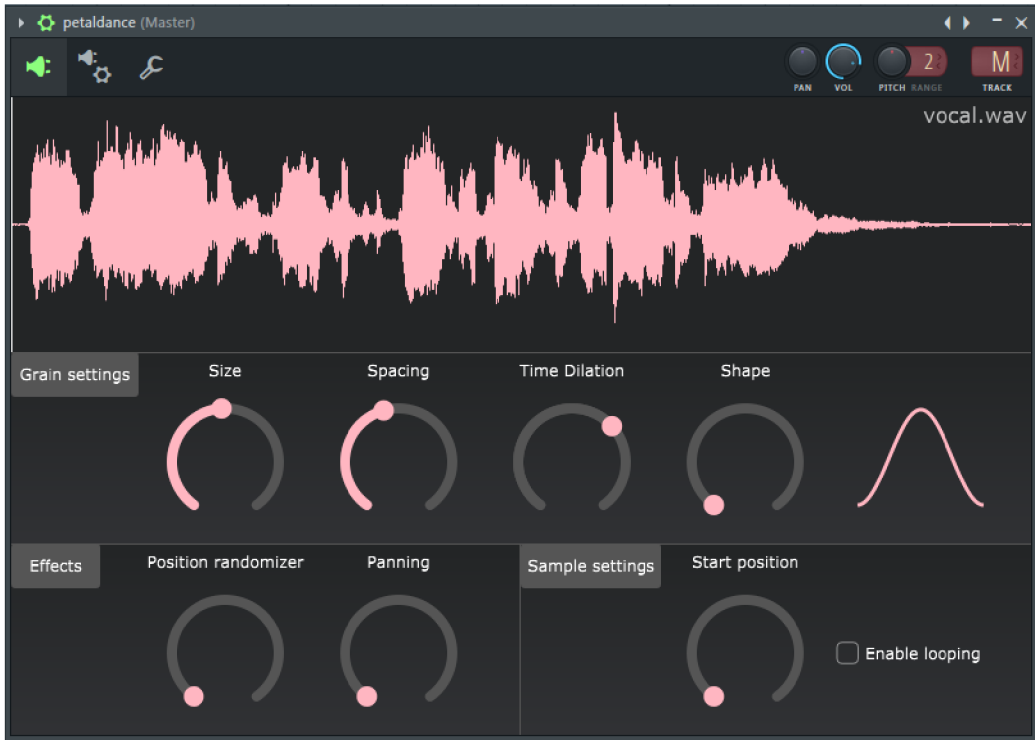 petaldance (Master)
PAN
VOL
PITCH
RANGE
2
M
TRACK
vocal.wav
Grain settings
Size
Spacing
Time Dilation
Shape
Effects
Position randomizer
Panning
Sample settings
Start position
Enable looping